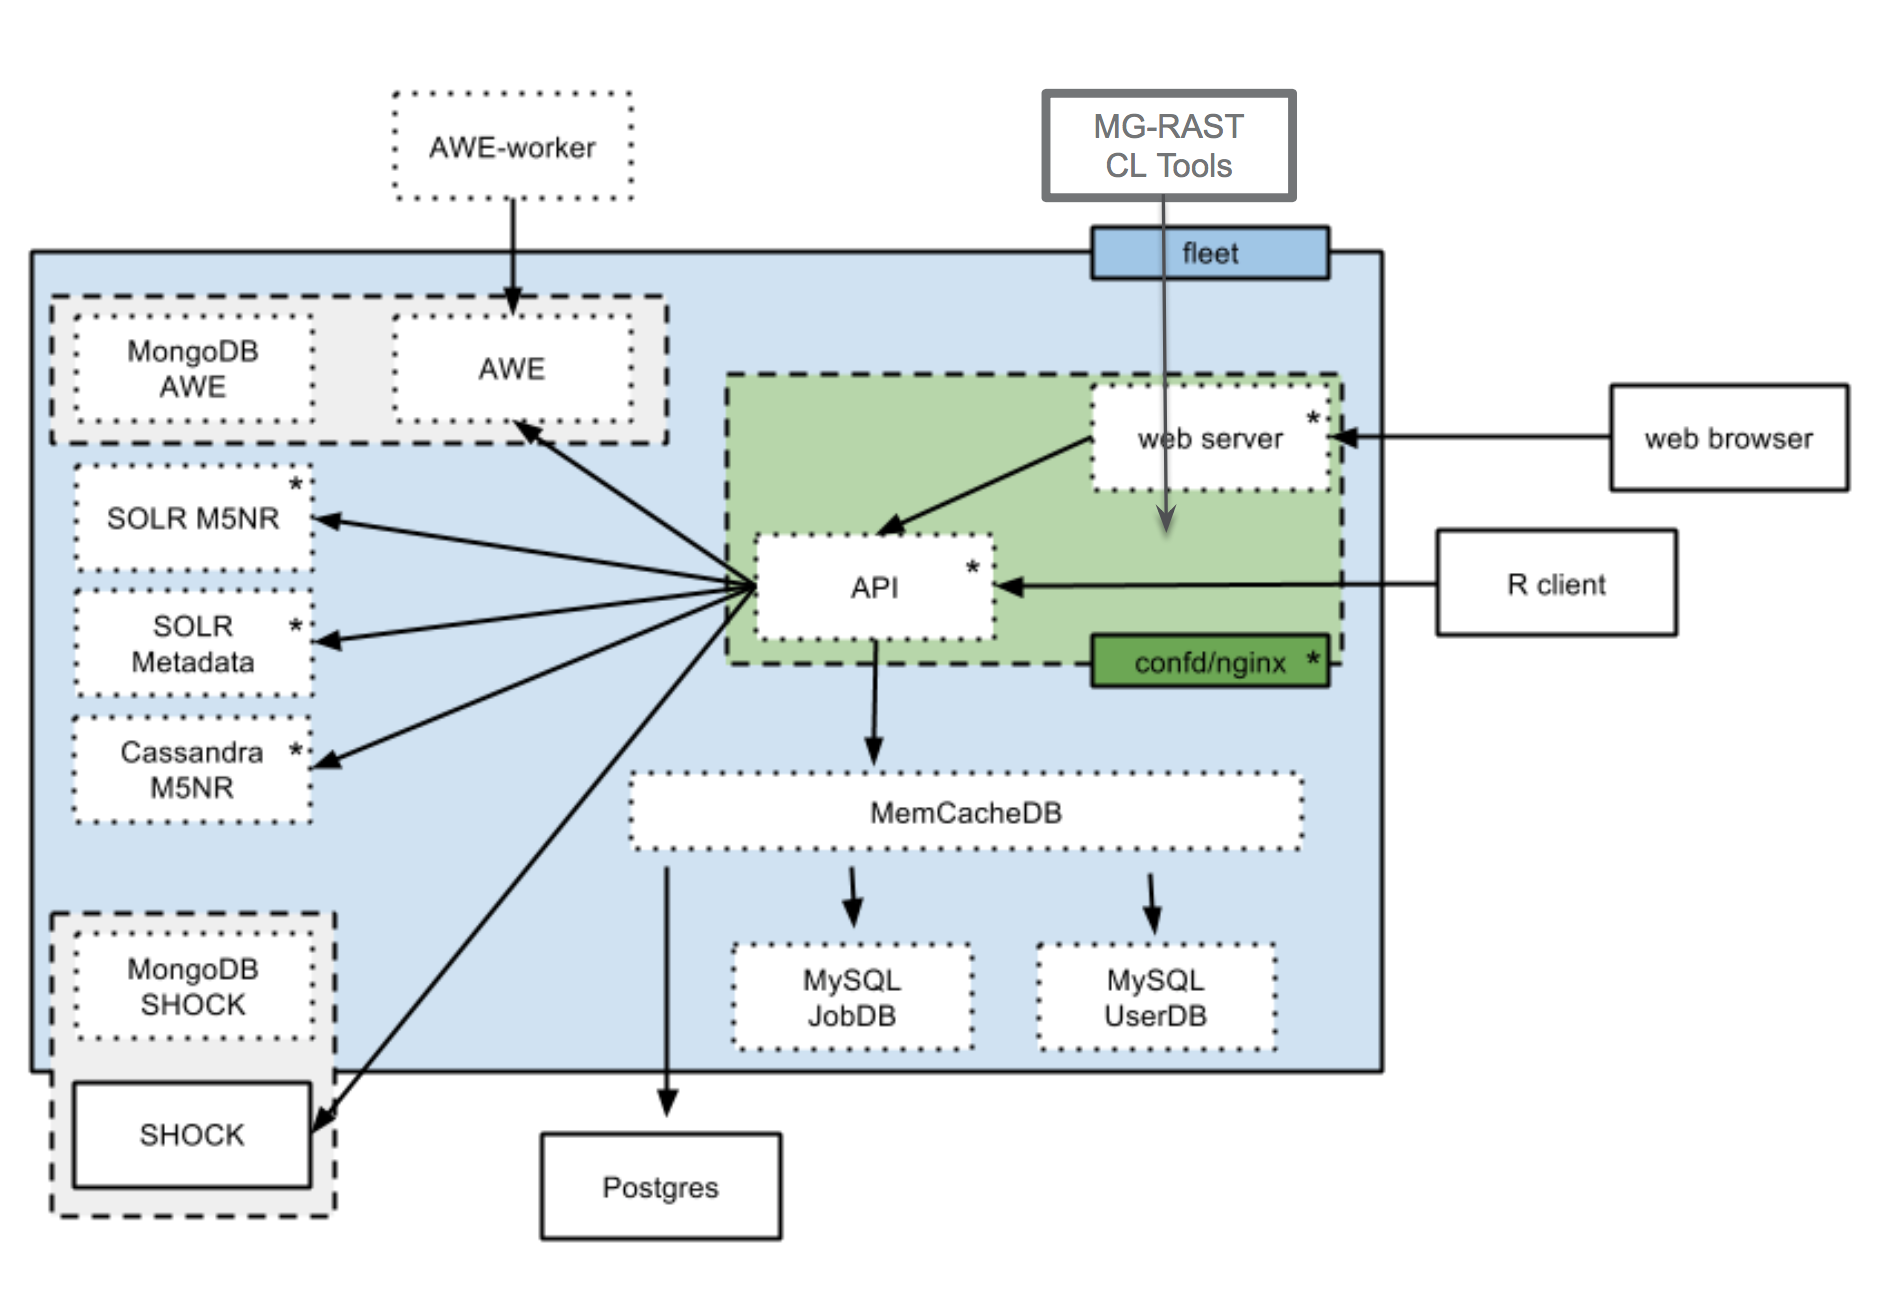 AWE-worker
MG-RAST
CL Tools
fleet
MongoDB
AWE
AWE
web server *
web browser
SOLR M5NR *
API *
R client
SOLR
Metadata *
confd/nginx *
Cassandra
M5NR *
MemCacheDB
MongoDB
SHOCK
MySQL
JobDB
MySQL
UserDB
SHOCK
Postgres